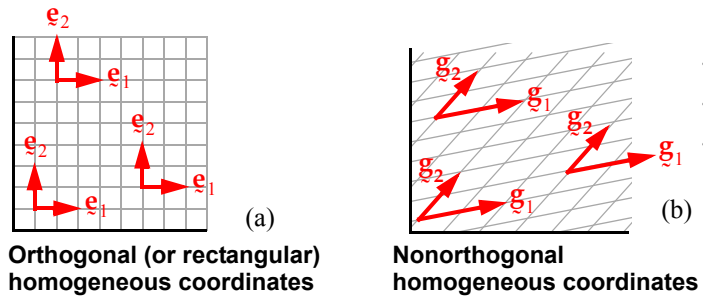 e2
e1
e2
e1
e2
e1
(a)
Orthogonal (or rectangular)
homogeneous coordinates
g2
g1
g2
g1
g2
g1
(b)
Nonorthogonal
homogeneous coordinates